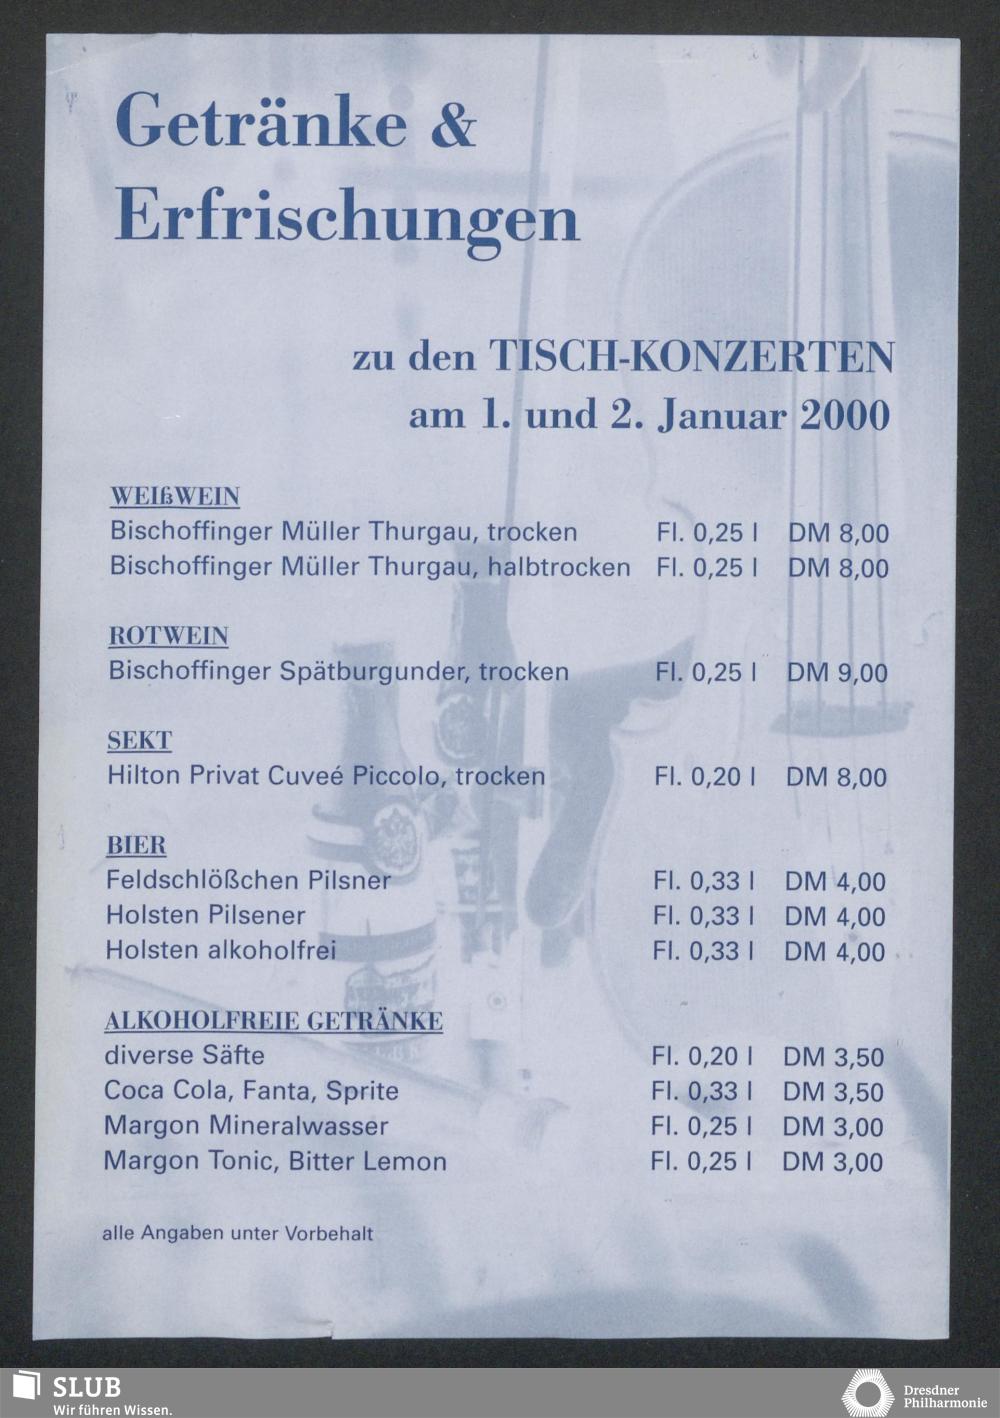 Getränke &
Erfrischungen
zu den TISCH-KONZERTEN
am 1. und 2. Januar 2000
WEIßWEIN
Bischoffinger Müller Thurgau, trocken Fl. 0,25 l DM 8,00
Bischoffinger Müller Thurgau, halbtrocken Fl. 0,25 l DM 8,00
ROTWEIN
Bischoffinger Spätburgunder, trocken Fl. 0,25 l DM 9,00
SEKT
Hilton Privat Cuveé Piccolo, trocken Fl. 0,20 l DM 8,00
BIER
Feldschlößchen Pilsner Fl. 0,33 l DM 4,00
Holsten Pilsener Fl. 0,33 l DM 4,00
Holsten alkoholfrei Fl. 0,33 l DM 4,00
ALKOHOLFREIE GETRÄNKE
diverse Säfte Fl. 0,20 l DM 3,50
Coca Cola, Fanta, Sprite Fl. 0,33 l DM 3,50
Margon Mineralwasser Fl. 0,25 l DM 3,00
Margon Tonic, Bitter Lemon Fl. 0,25 l DM 3,00
alle Angaben unter Vorbehalt
SLUB
Wir führen Wissen.
Dresdner
Philharmonie